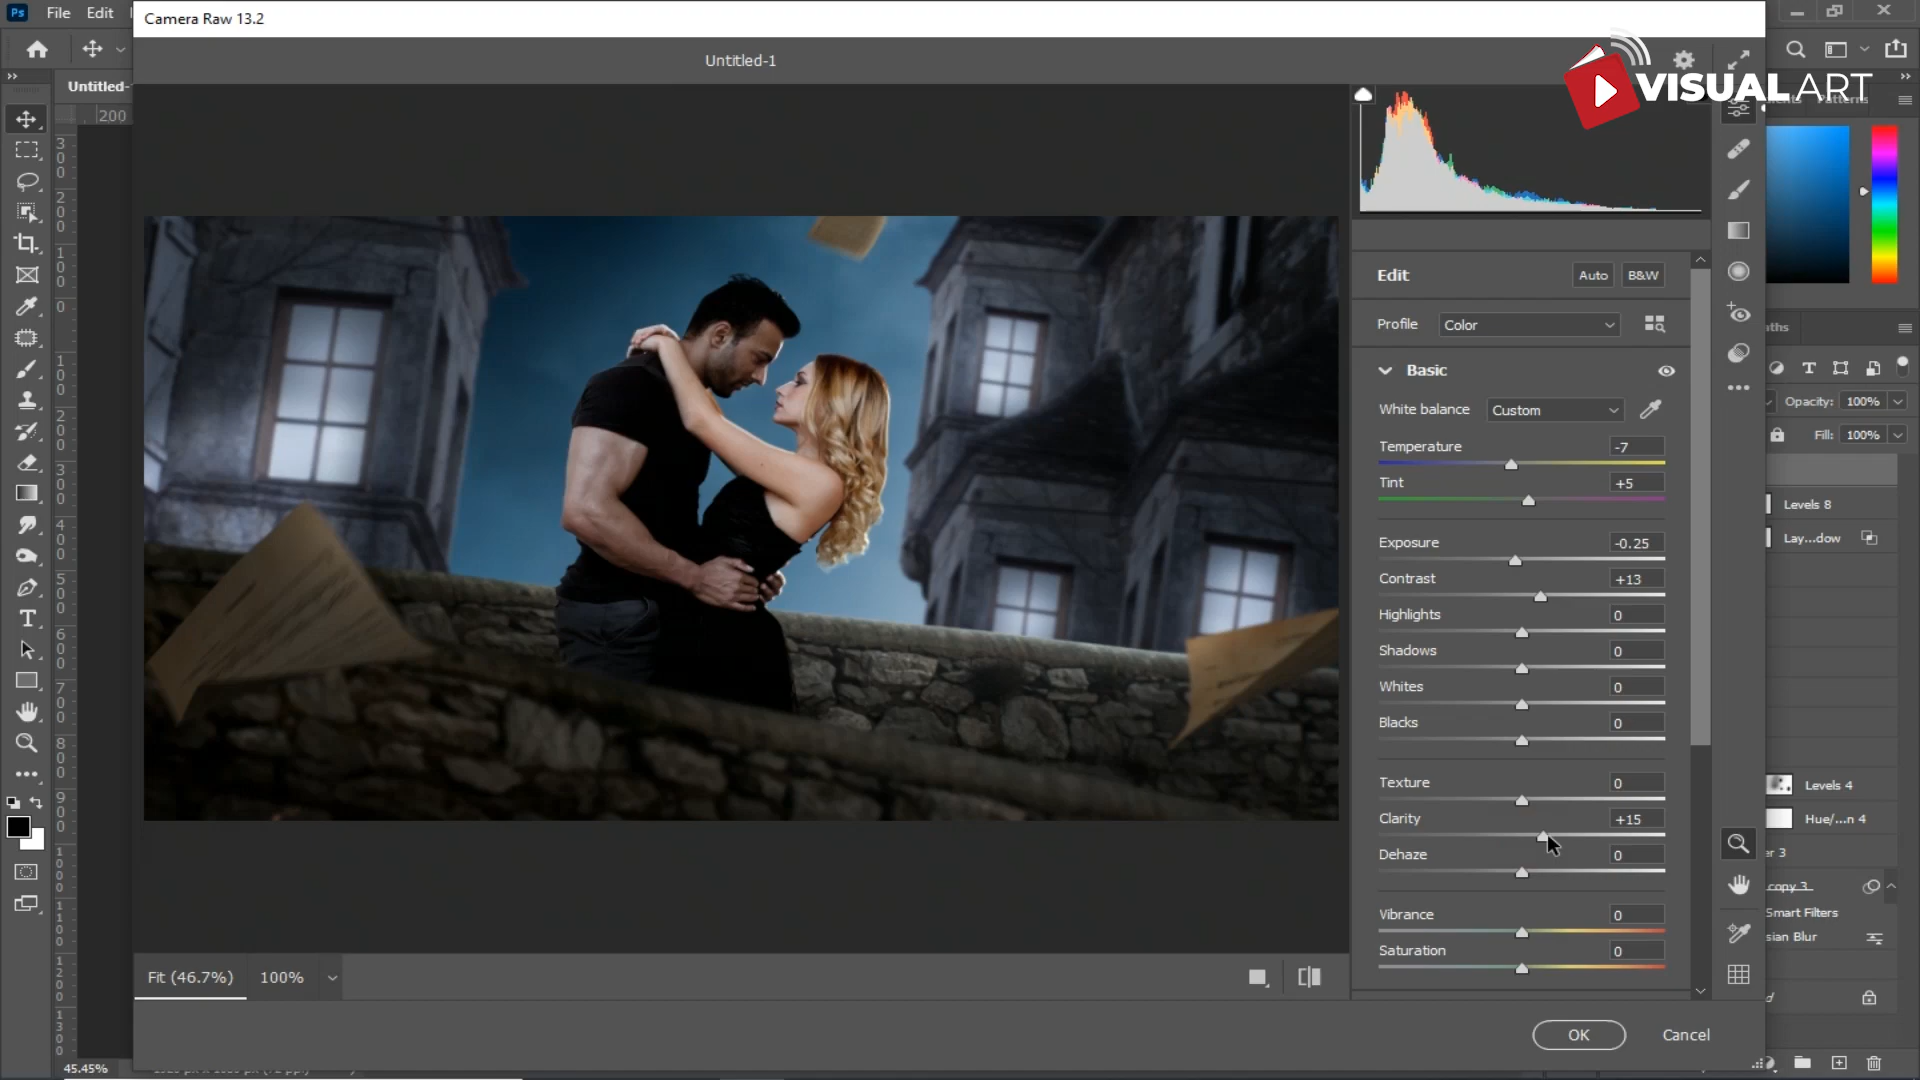 Ps
File
Edit
Camera Raw 13.2
Untitled-1
VISUALART
Untitled-
Patterns
200
Edit
Auto
B&W
Profile
Color
Basic
White balance
Custom
Temperature
-7
Tint
+5
Exposure
-0.25
Contrast
+13
Highlights
0
Shadows
0
Whites
0
Blacks
0
Texture
0
Clarity
+15
Dehaze
0
Vibrance
0
Saturation
0
Opacity:
100%
Fill:
100%
Levels 8
Lay...dow
Levels 4
Hue/...n 4
er 3
copy 3
Smart Filters
sian Blur
Fit (46.7%)
100%
OK
Cancel
45.45%